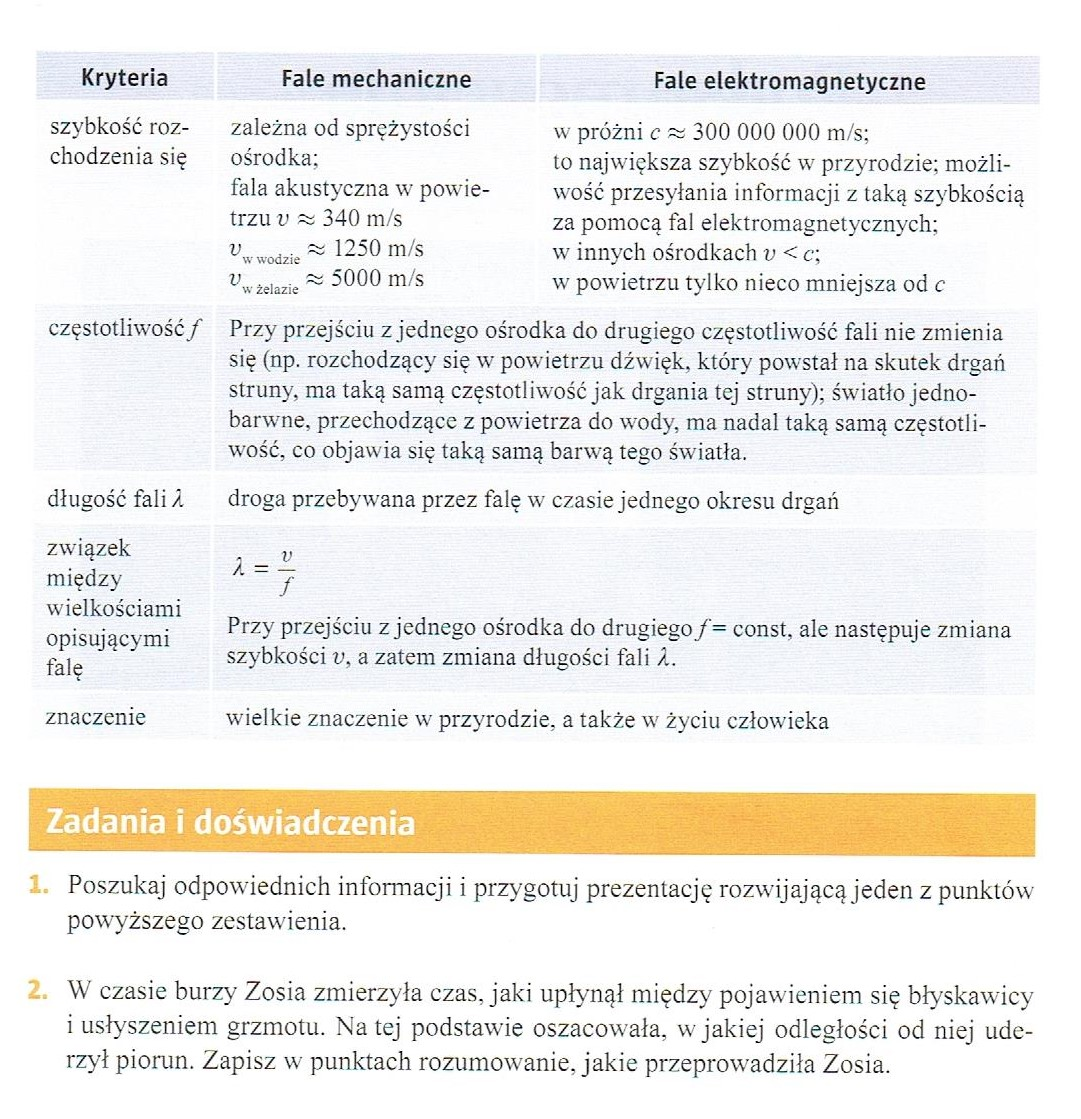 Kryteria Fale mechaniczne Fale elektromagnetyczne
szybkość roz-
chodzenia się
zależna od sprężystości
ośrodka;
fala akustyczna w powie-
trzu v ≈ 340 m/s
v w wodzie ≈ 1250 m/s
v w żelazie ≈ 5000 m/s
w próżni c ≈ 300 000 000 m/s;
to największa szybkość w przyrodzie; możli-
wość przesyłania informacji z taką szybkością
za pomocą fal elektromagnetycznych;
w innych ośrodkach v < c;
w powietrzu tylko nieco mniejsza od c
częstotliwość f
Przy przejściu z jednego ośrodka do drugiego częstotliwość fali nie zmienia
się (np. rozchodzący się w powietrzu dźwięk, który powstał na skutek drgań
struny, ma taką samą częstotliwość jak drgania tej struny); światło jedno-
barwne, przechodzące z powietrza do wody, ma nadal taką samą częstotli-
wość, co objawia się taką samą barwą tego światła.
długość fali λ
droga przebywana przez falę w czasie jednego okresu drgań
związek
między
wielkościami
opisującymi
falę
λ = v/f
Przy przejściu z jednego ośrodka do drugiego f = const, ale następuje zmiana
szybkości v, a zatem zmiana długości fali λ.
znaczenie
wielkie znaczenie w przyrodzie, a także w życiu człowieka
Zadania i doświadczenia
1. Poszukaj odpowiednich informacji i przygotuj prezentację rozwijającą jeden z punktów
powyższego zestawienia.
2. W czasie burzy Zosia zmierzyła czas, jaki upłynął między pojawieniem się błyskawicy
i usłyszeniem grzmotu. Na tej podstawie oszacowała, w jakiej odległości od niej ude-
rzył piorun. Zapisz w punktach rozumowanie, jakie przeprowadziła Zosia.